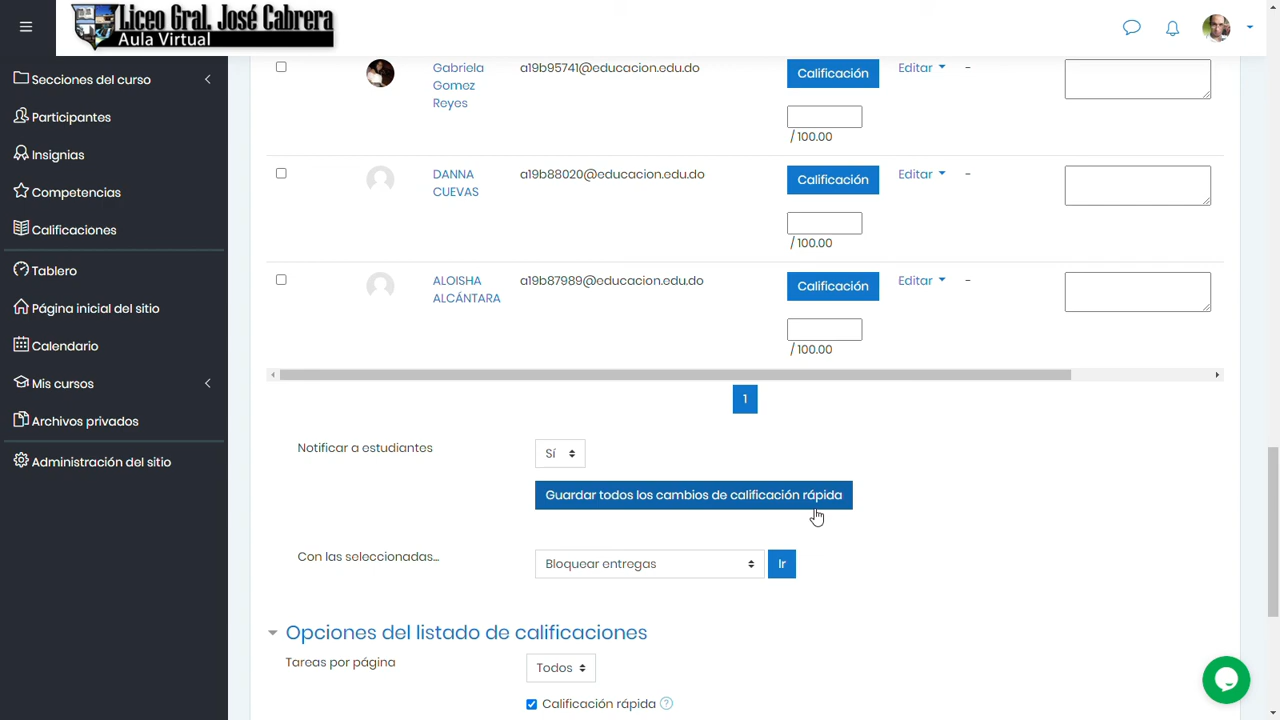 Liceo Gral. José Cabrera
Aula Virtual
Secciones del curso
Participantes
Insignias
Competencias
Calificaciones
Tablero
Página inicial del sitio
Calendario
Mis cursos
Archivos privados
Administración del sitio
Gabriela Gomez Reyes a19b95741@educacion.edu.do Calificación Editar -
/100.00
DANNA CUEVAS a19b88020@educacion.edu.do Calificación Editar -
/100.00
ALOISHA ALCÁNTARA a19b87989@educacion.edu.do Calificación Editar -
/100.00
1
Notificar a estudiantes Sí
Guardar todos los cambios de calificación rápida
Con las seleccionadas... Bloquear entregas Ir
Opciones del listado de calificaciones
Tareas por página Todos
Calificación rápida ?